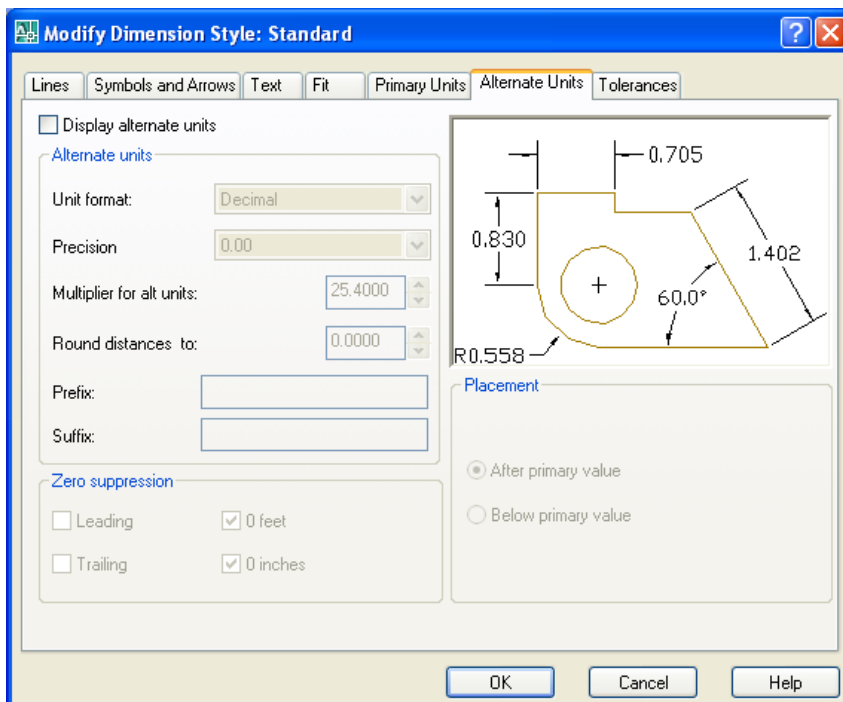 Modify Dimension Style: Standard
Lines Symbols and Arrows Text Fit Primary Units Alternate Units Tolerances
Display alternate units
Alternate units
Unit format: Decimal
Precision 0.00
Multiplier for alt units: 25.4000
Round distances to: 0.0000
Prefix:
Suffix:
Zero suppression
Leading 0 feet
Trailing 0 inches
0.705
0.830
1.402
60.0°
R0.558
Placement
After primary value
Below primary value
OK Cancel Help